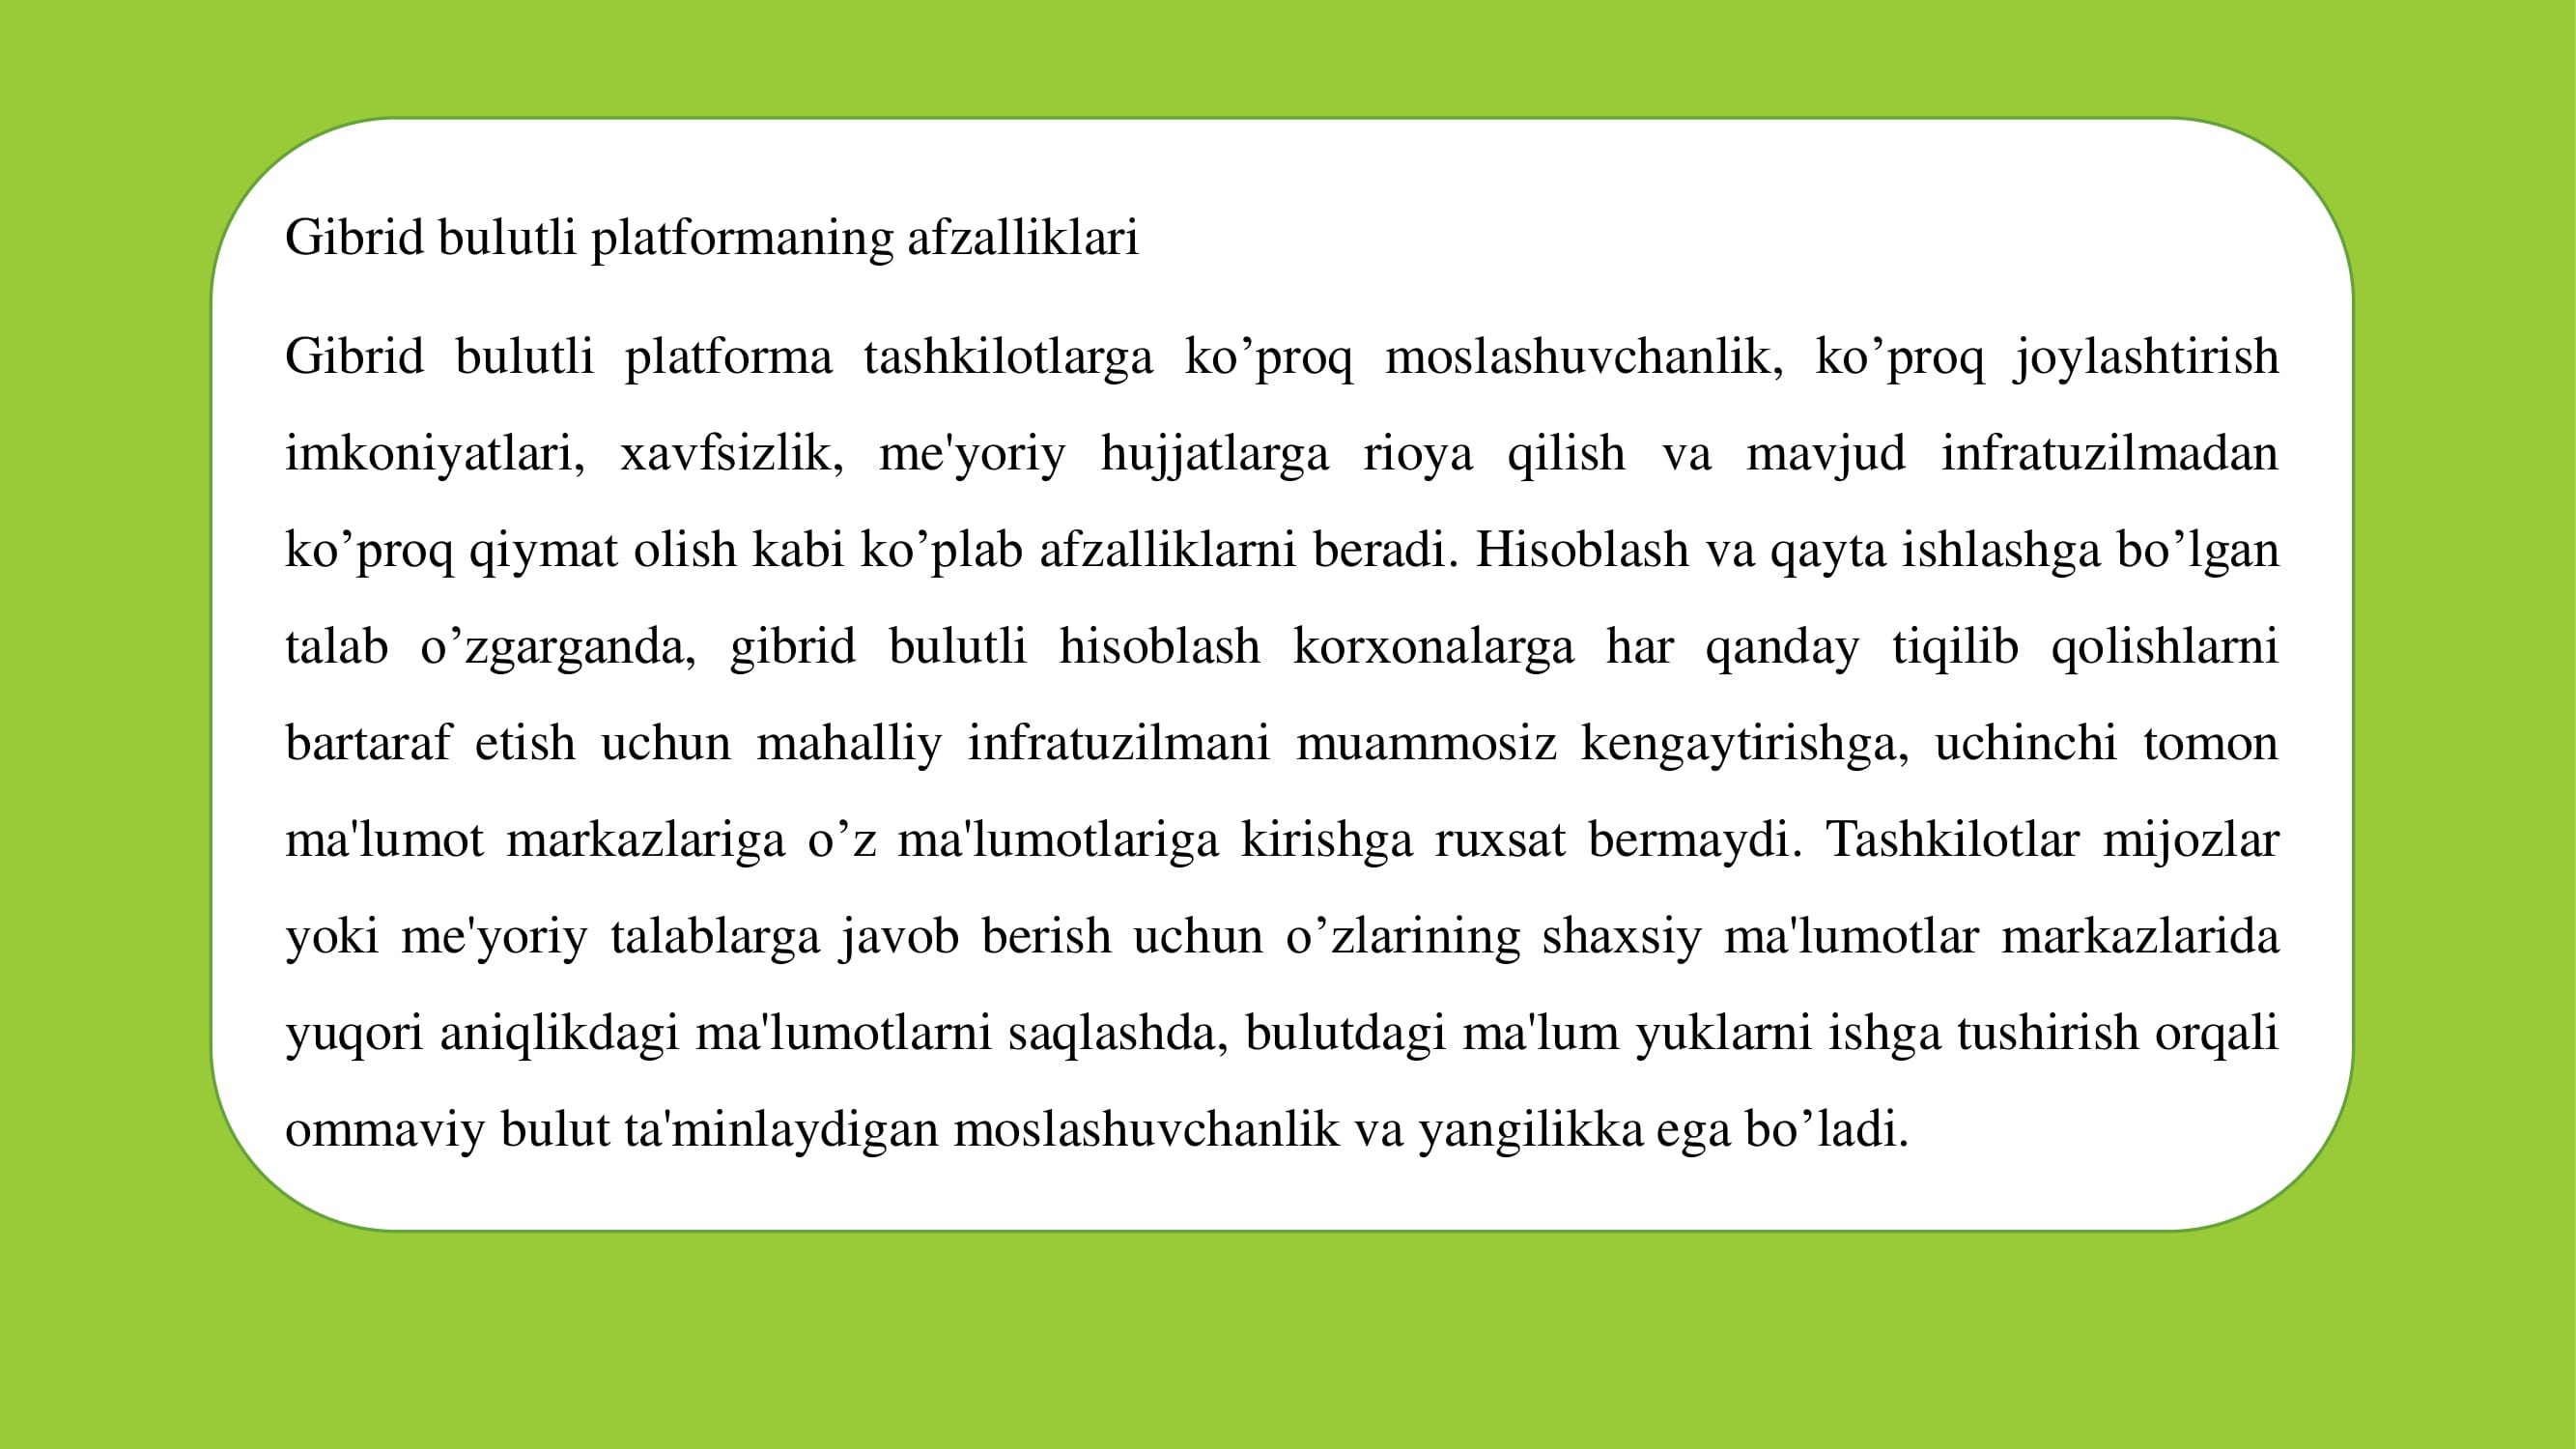 Gibrid bulutli platformaning afzalliklari
Gibrid bulutli platforma tashkilotlarga ko’proq moslashuvchanlik, ko’proq joylashtirish
imkoniyatlari, xavfsizlik, me'yoriy hujjatlarga rioya qilish va mavjud infratuzilmadan
ko’proq qiymat olish kabi ko’plab afzalliklarni beradi. Hisoblash va qayta ishlashga bo’lgan
talab o’zgarganda, gibrid bulutli hisoblash korxonalarga har qanday tiqilib qolishlarni
bartaraf etish uchun mahalliy infratuzilmani muammosiz kengaytirishga, uchinchi tomon
ma'lumot markazlariga o’z ma'lumotlariga kirishga ruxsat bermaydi. Tashkilotlar mijozlar
yoki me'yoriy talablarga javob berish uchun o’zlarining shaxsiy ma'lumotlar markazlarida
yuqori aniqlikdagi ma'lumotlarni saqlashda, bulutdagi ma'lum yuklarni ishga tushirish orqali
ommaviy bulut ta'minlaydigan moslashuvchanlik va yangilikka ega bo’ladi.